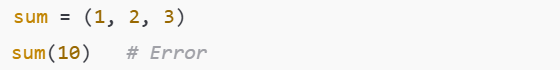 sum = (1, 2, 3)
sum(10)   # Error